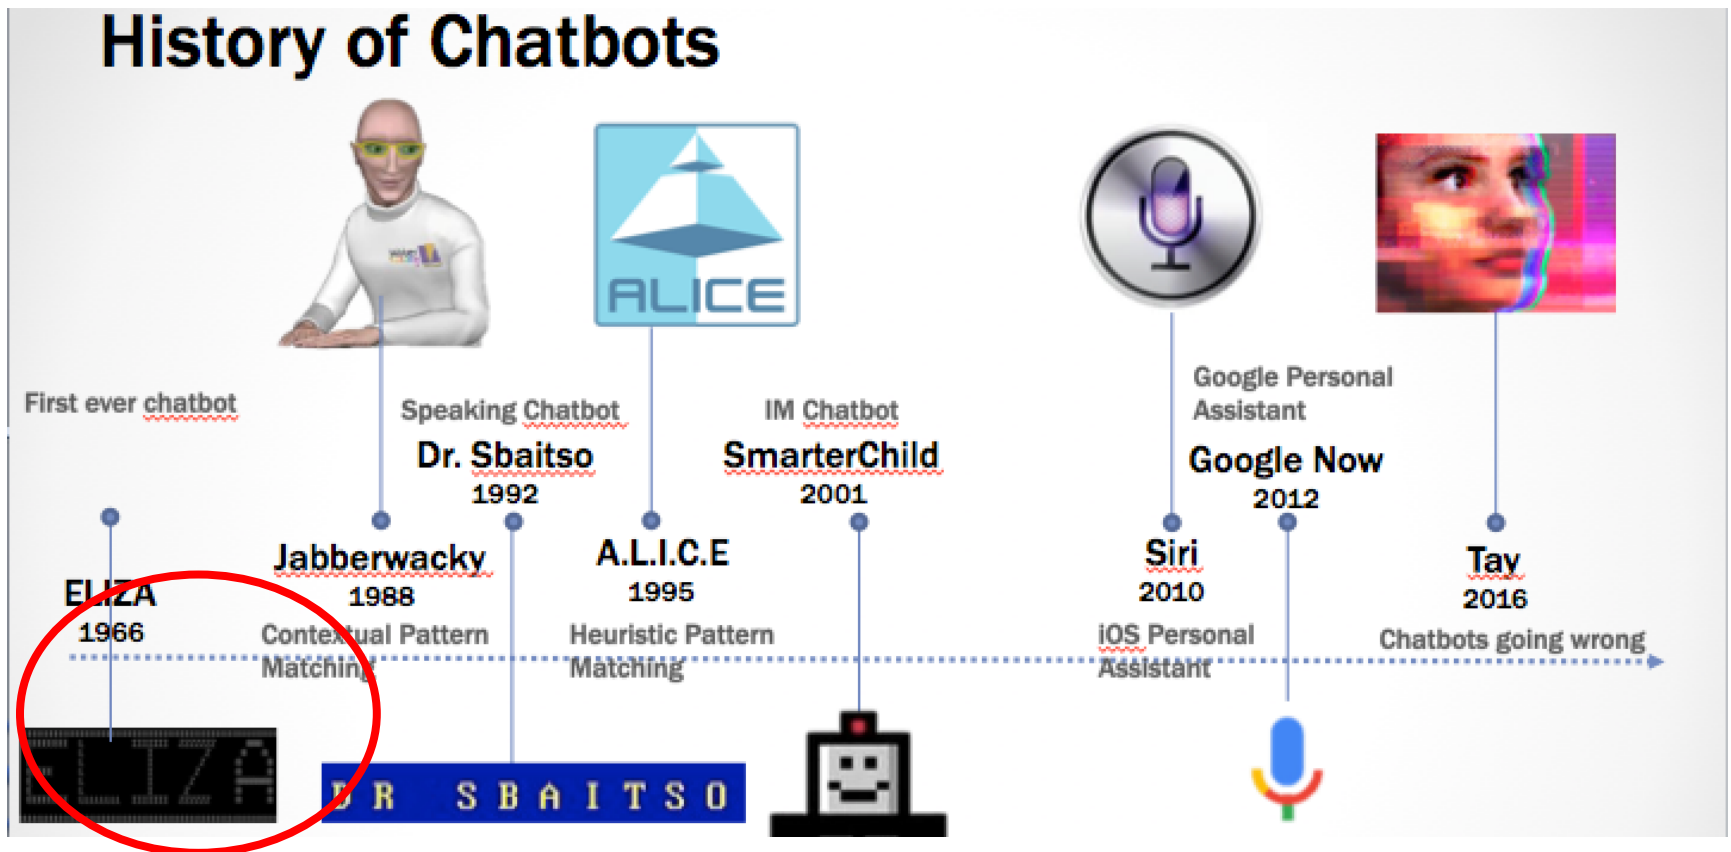 History of Chatbots
ALICE
First ever chatbot
ELIZA
1966
Jabberwacky
1988
Contextual Pattern
Matching
Speaking Chatbot
Dr. Sbaitso
1992
A.L.I.C.E
1995
Heuristic Pattern
Matching
IM Chatbot
SmarterChild
2001
Siri
2010
iOS Personal
Assistant
Google Personal
Assistant
Google Now
2012
Tay
2016
Chatbots going wrong
ELIZA
DR SBAITSO